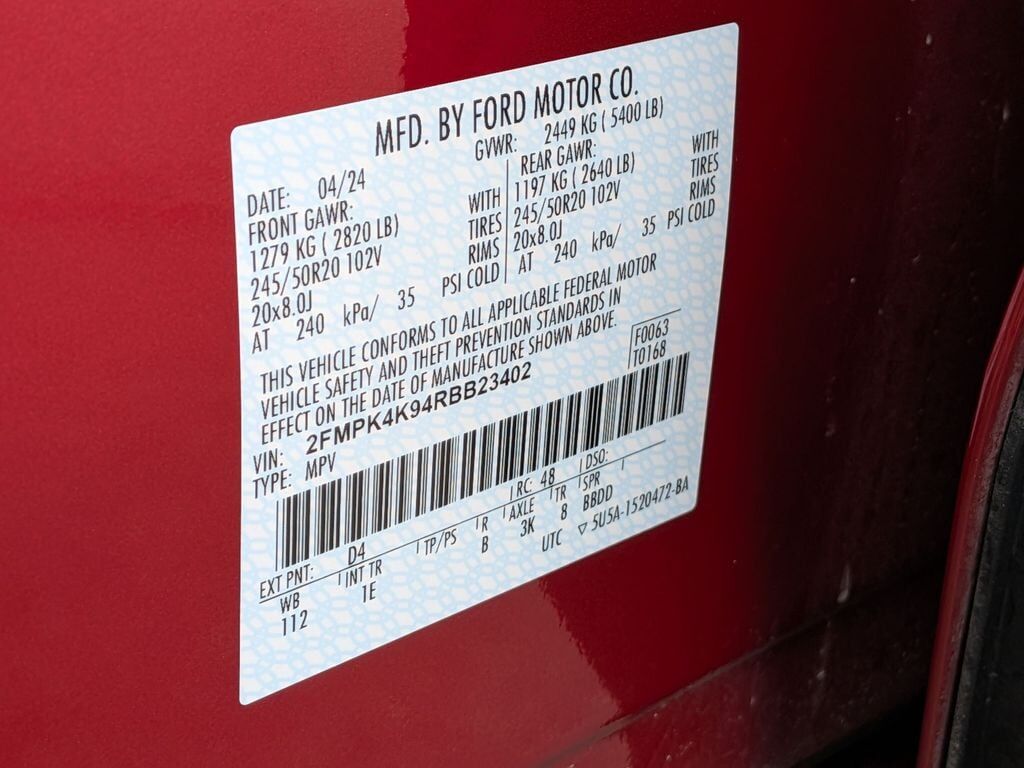 MFD. BY FORD MOTOR CO.
DATE: 04/24 GVWR: 2449 KG ( 5400 LB)
FRONT GAWR: WITH
1279 KG ( 2820 LB) TIRES
245/50R20 102V RIMS
20x8.0J
AT 240 kPa/ 35 PSI COLD
REAR GAWR: WITH
1197 KG ( 2640 LB) TIRES
245/50R20 102V RIMS
20x8.0J
AT 240 kPa/ 35 PSI COLD
THIS VEHICLE CONFORMS TO ALL APPLICABLE FEDERAL MOTOR
VEHICLE SAFETY AND THEFT PREVENTION STANDARDS IN
EFFECT ON THE DATE OF MANUFACTURE SHOWN ABOVE.
VIN: 2FMPK4K94RBB23402
TYPE: MPV
F0063
T0168
EXT PNT: D4 RC: 48 DSO:
WB INT TR TP/PS R AXLE TR SPR
112 1E B 3K 8 BBDD
UTC ▽ 5U5A-1520472-BA